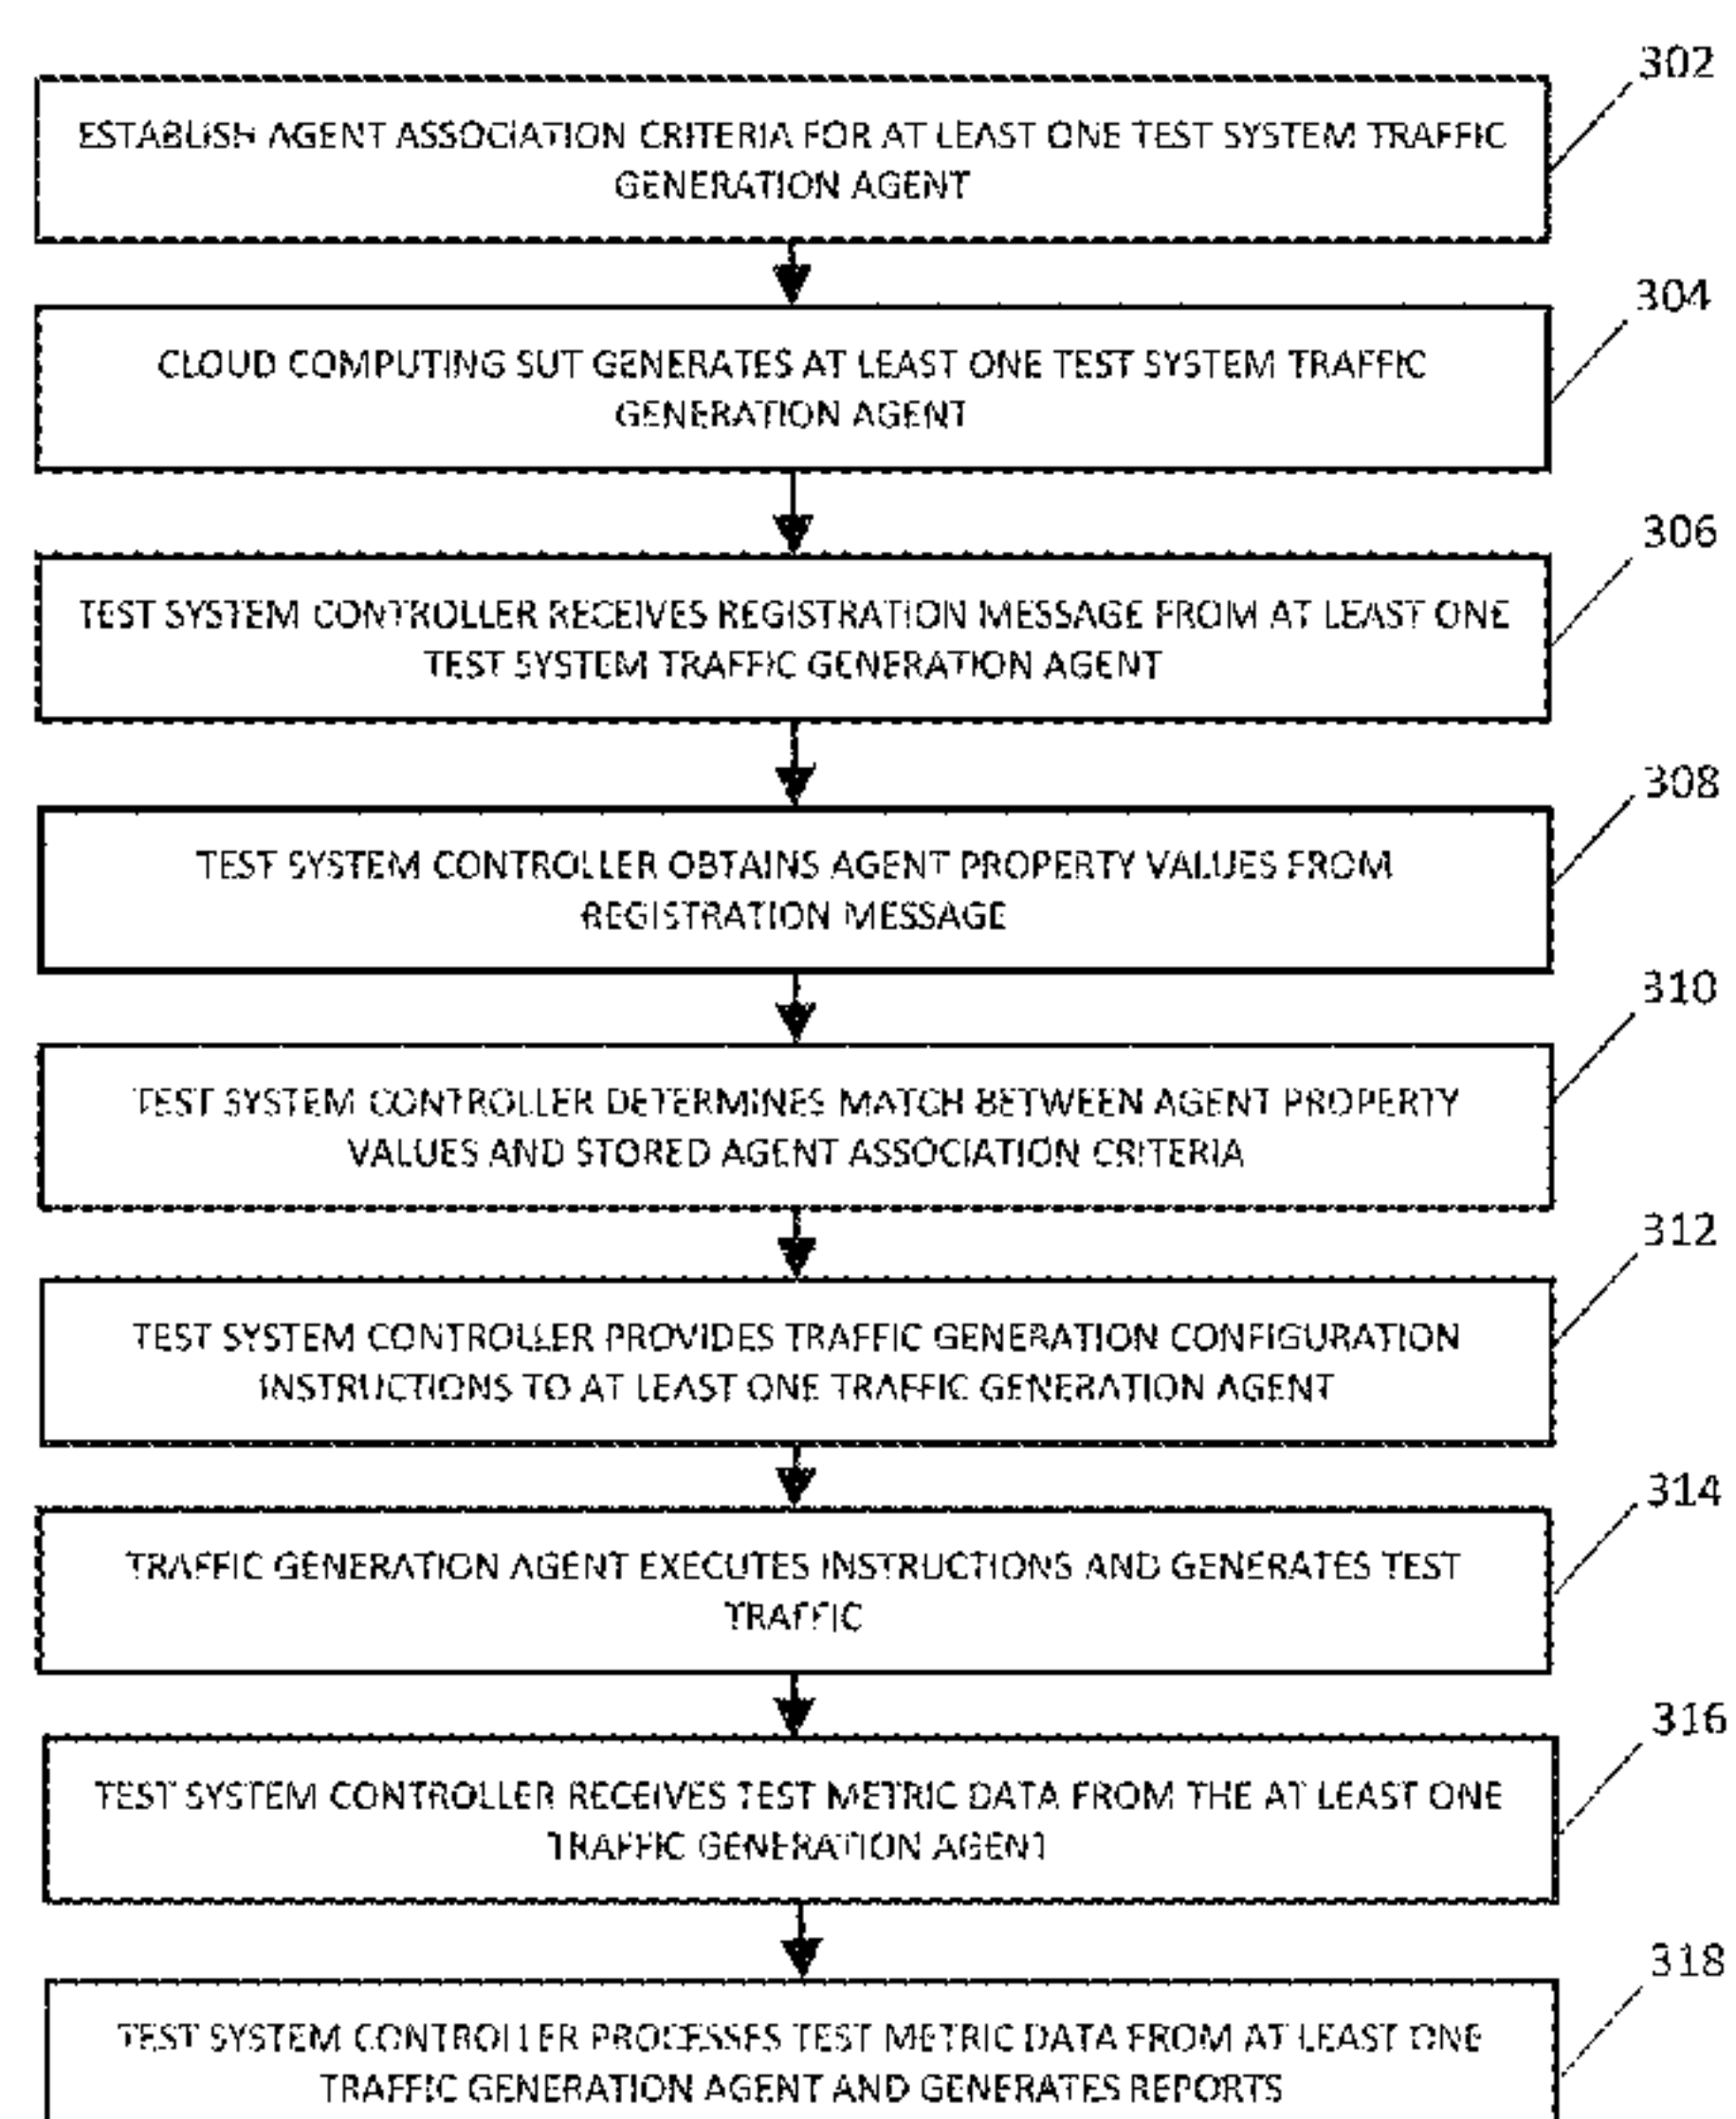 302
ESTABLISH AGENT ASSOCIATION CRITERIA FOR AT LEAST ONE TEST SYSTEM TRAFFIC
GENERATION AGENT
304
CLOUD COMPUTING SUT GENERATES AT LEAST ONE TEST SYSTEM TRAFFIC
GENERATION AGENT
306
TEST SYSTEM CONTROLLER RECEIVES REGISTRATION MESSAGE FROM AT LEAST ONE
TEST SYSTEM TRAFFIC GENERATION AGENT
308
TEST SYSTEM CONTROLLER OBTAINS AGENT PROPERTY VALUES FROM
REGISTRATION MESSAGE
310
TEST SYSTEM CONTROLLER DETERMINES MATCH BETWEEN AGENT PROPERTY
VALUES AND STORED AGENT ASSOCIATION CRITERIA
312
TEST SYSTEM CONTROLLER PROVIDES TRAFFIC GENERATION CONFIGURATION
INSTRUCTIONS TO AT LEAST ONE TRAFFIC GENERATION AGENT
314
TRAFFIC GENERATION AGENT EXECUTES INSTRUCTIONS AND GENERATES TEST
TRAFFIC
316
TEST SYSTEM CONTROLLER RECEIVES TEST METRIC DATA FROM THE AT LEAST ONE
TRAFFIC GENERATION AGENT
318
TEST SYSTEM CONTROLLER PROCESSES TEST METRIC DATA FROM AT LEAST ONE
TRAFFIC GENERATION AGENT AND GENERATES REPORTS